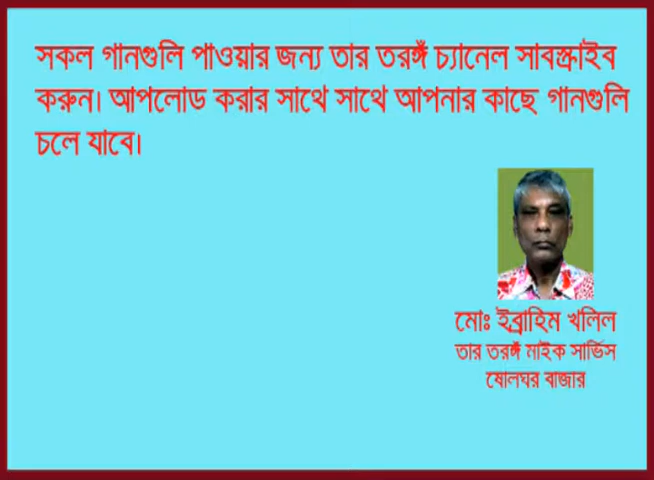 সকল গানগুলি পাওয়ার জন্য তার তরঙ্গঁ চ্যানেল সাবস্ক্রাইব
করুন। আপলোড করার সাথে সাথে আপনার কাছে গানগুলি
চলে যাবে।
মোঃ ইব্রাহিম খলিল
তার তরঙ্গঁ মাইক সার্ভিস
ষোলঘর বাজার